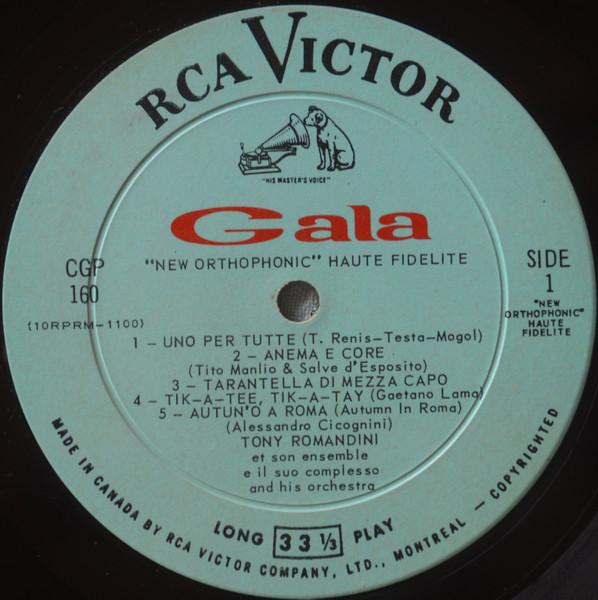 RCA VICTOR
"HIS MASTER'S VOICE"
Gala
"NEW ORTHOPHONIC" HAUTE FIDELITE
CGP
160
(10RPRM-1100)
SIDE
1
"NEW
ORTHOPHONIC"
HAUTE
FIDELITE
1 – UNO PER TUTTE (T. Renis-Testa-Mogol)
2 – ANEMA E CORE
(Tito Manlio & Salve d'Esposito)
3 – TARANTELLA DI MEZZA CAPO
4 – TIK-A-TEE, TIK-A-TAY (Gaetano Lama)
5 – AUTUN'O A ROMA (Autumn In Roma)
(Alessandro Cicognini)
TONY ROMANDINI
et son ensemble
e il suo complesso
and his orchestra
LONG 33 1/3 PLAY
MADE IN CANADA BY RCA VICTOR COMPANY, LTD., MONTREAL – COPYRIGHTED